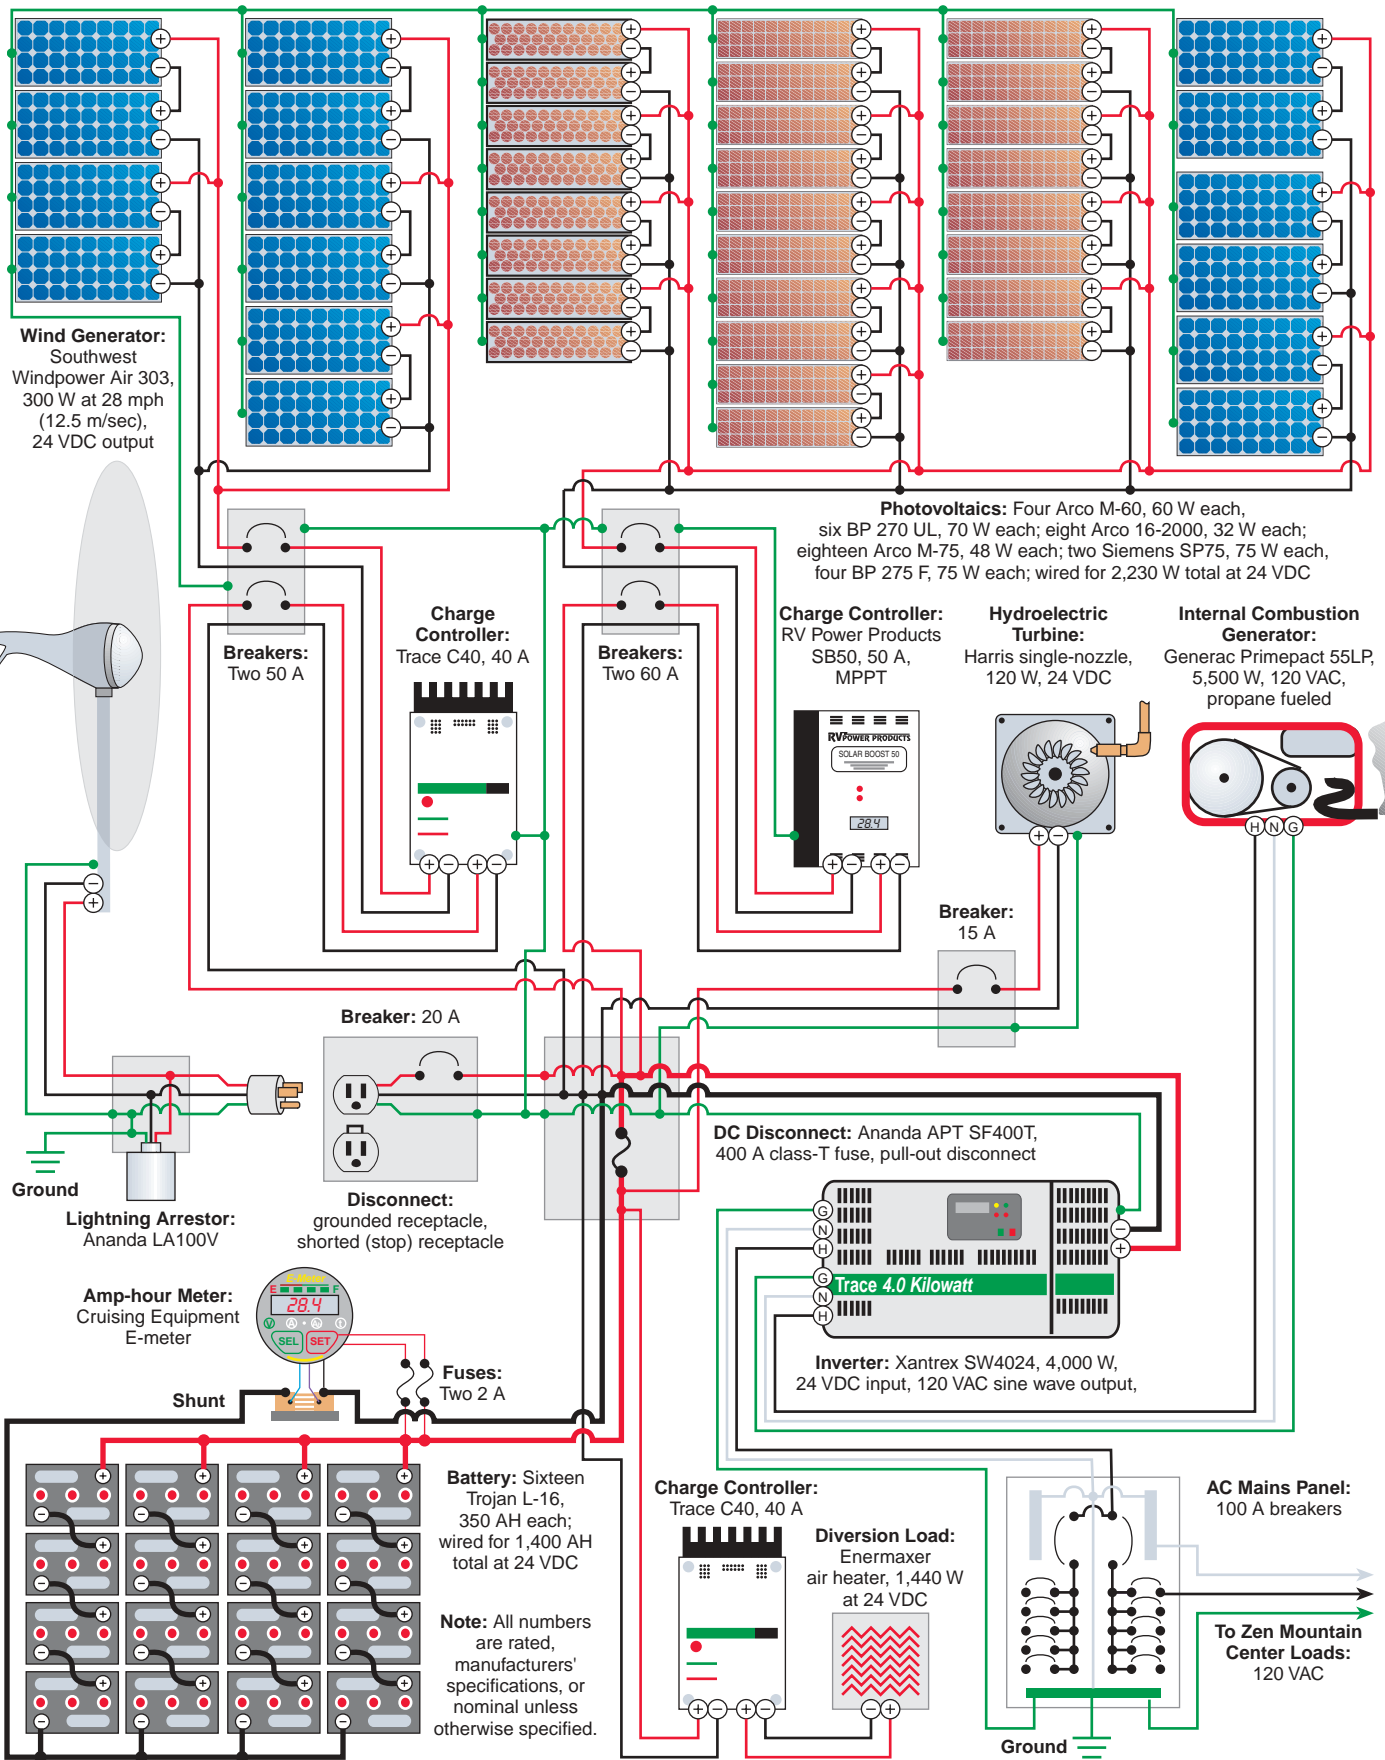 Wind Generator:
Southwest
Windpower Air 303,
300 W at 28 mph
(12.5 m/sec),
24 VDC output
Photovoltaics: Four Arco M-60, 60 W each,
six BP 270 UL, 70 W each; eight Arco 16-2000, 32 W each;
eighteen Arco M-75, 48 W each; two Siemens SP75, 75 W each,
four BP 275 F, 75 W each; wired for 2,230 W total at 24 VDC
Breakers:
Two 50 A
Charge
Controller:
Trace C40, 40 A
Breakers:
Two 60 A
Charge Controller:
RV Power Products
SB50, 50 A,
MPPT
Hydroelectric
Turbine:
Harris single-nozzle,
120 W, 24 VDC
Internal Combustion
Generator:
Generac Primepact 55LP,
5,500 W, 120 VAC,
propane fueled
RV POWER PRODUCTS
SOLAR BOOST 50
28.4
H N G
Breaker:
15 A
Breaker: 20 A
Ground
Lightning Arrestor:
Ananda LA100V
Disconnect:
grounded receptacle,
shorted (stop) receptacle
DC Disconnect: Ananda APT SF400T,
400 A class-T fuse, pull-out disconnect
G
N
H
G
N
H
Trace 4.0 Kilowatt
Inverter: Xantrex SW4024, 4,000 W,
24 VDC input, 120 VAC sine wave output,
Amp-hour Meter:
Cruising Equipment
E-meter
E-Meter
E F
28.4
V A Ah t
SEL SET
Fuses:
Two 2 A
Shunt
Battery: Sixteen
Trojan L-16,
350 AH each;
wired for 1,400 AH
total at 24 VDC
Note: All numbers
are rated,
manufacturers'
specifications, or
nominal unless
otherwise specified.
Charge Controller:
Trace C40, 40 A
Diversion Load:
Enermaxer
air heater, 1,440 W
at 24 VDC
AC Mains Panel:
100 A breakers
To Zen Mountain
Center Loads:
120 VAC
Ground